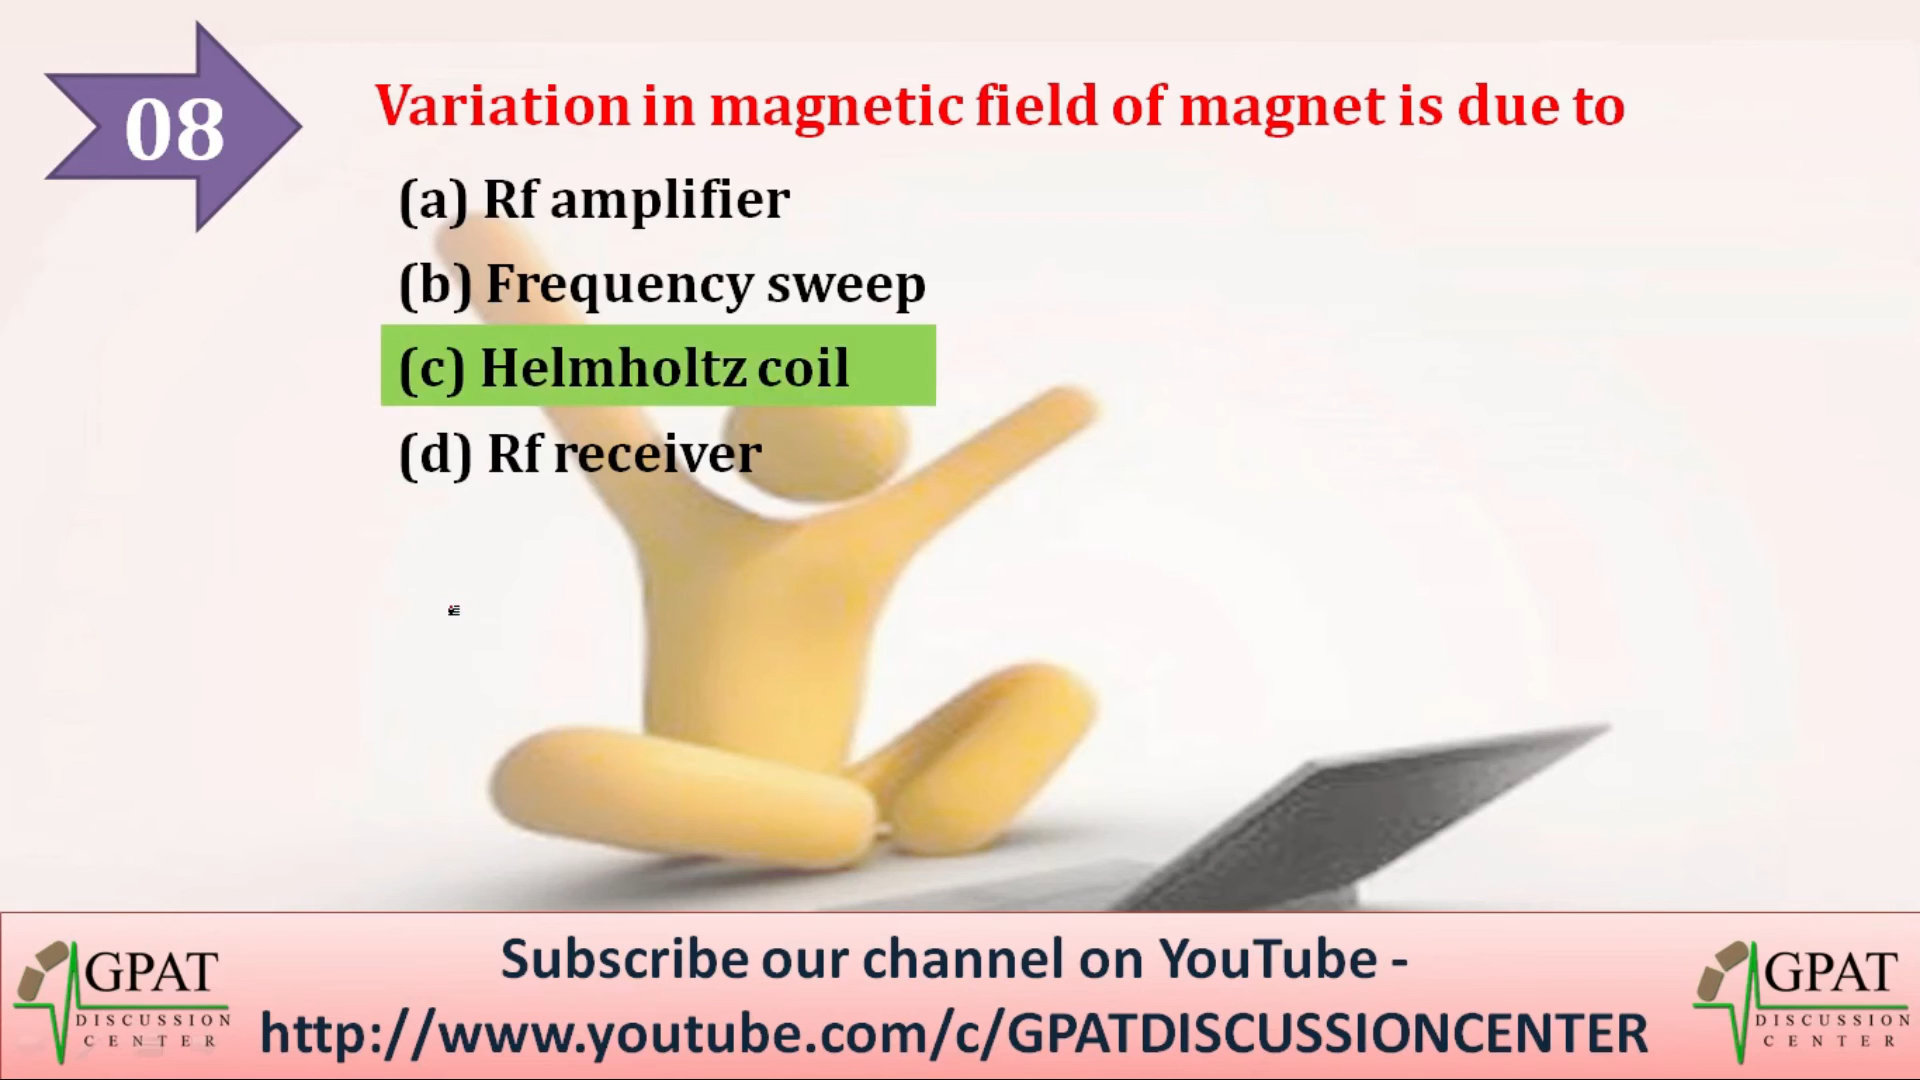 08
Variation in magnetic field of magnet is due to
(a) Rf amplifier
(b) Frequency sweep
(c) Helmholtz coil
(d) Rf receiver
GPAT
DISCUSSION
CENTER
Subscribe our channel on YouTube -
http://www.youtube.com/c/GPATDISCUSSIONCENTER
GPAT
DISCUSSION
CENTER